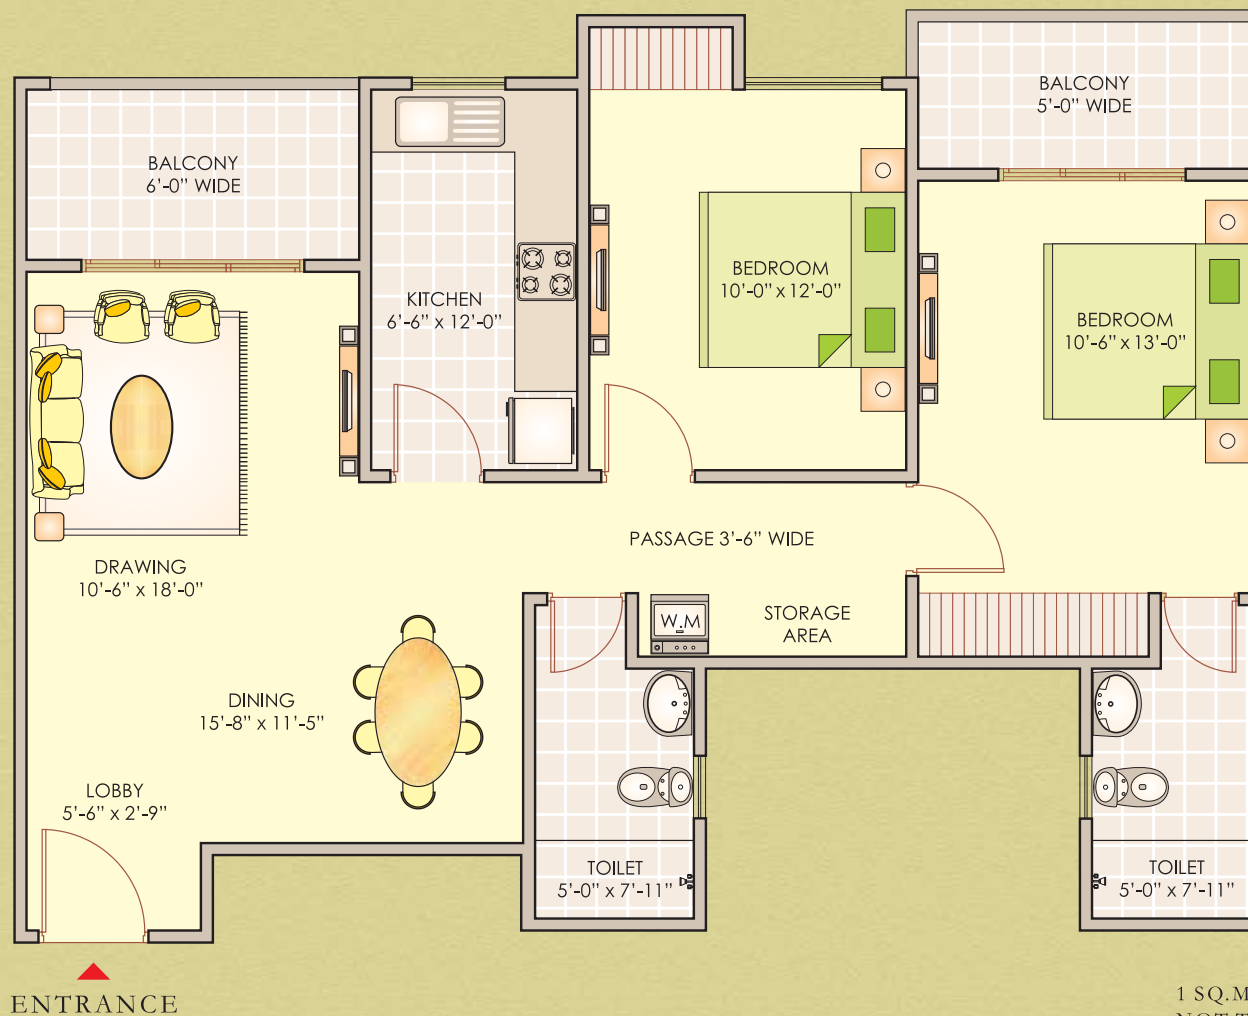 BALCONY
5'-0” WIDE
BALCONY
6'-0” WIDE
BEDROOM
10'-0” x 12'-0”
KITCHEN
6'-6” x 12'-0”
BEDROOM
10'-6” x 13'-0”
PASSAGE 3'-6” WIDE
DRAWING
10'-6” x 18'-0”
W.M
STORAGE
AREA
DINING
15'-8” x 11'-5”
LOBBY
5'-6” x 2'-9”
TOILET
5'-0” x 7'-11”
TOILET
5'-0” x 7'-11”
ENTRANCE
1 SQ.M